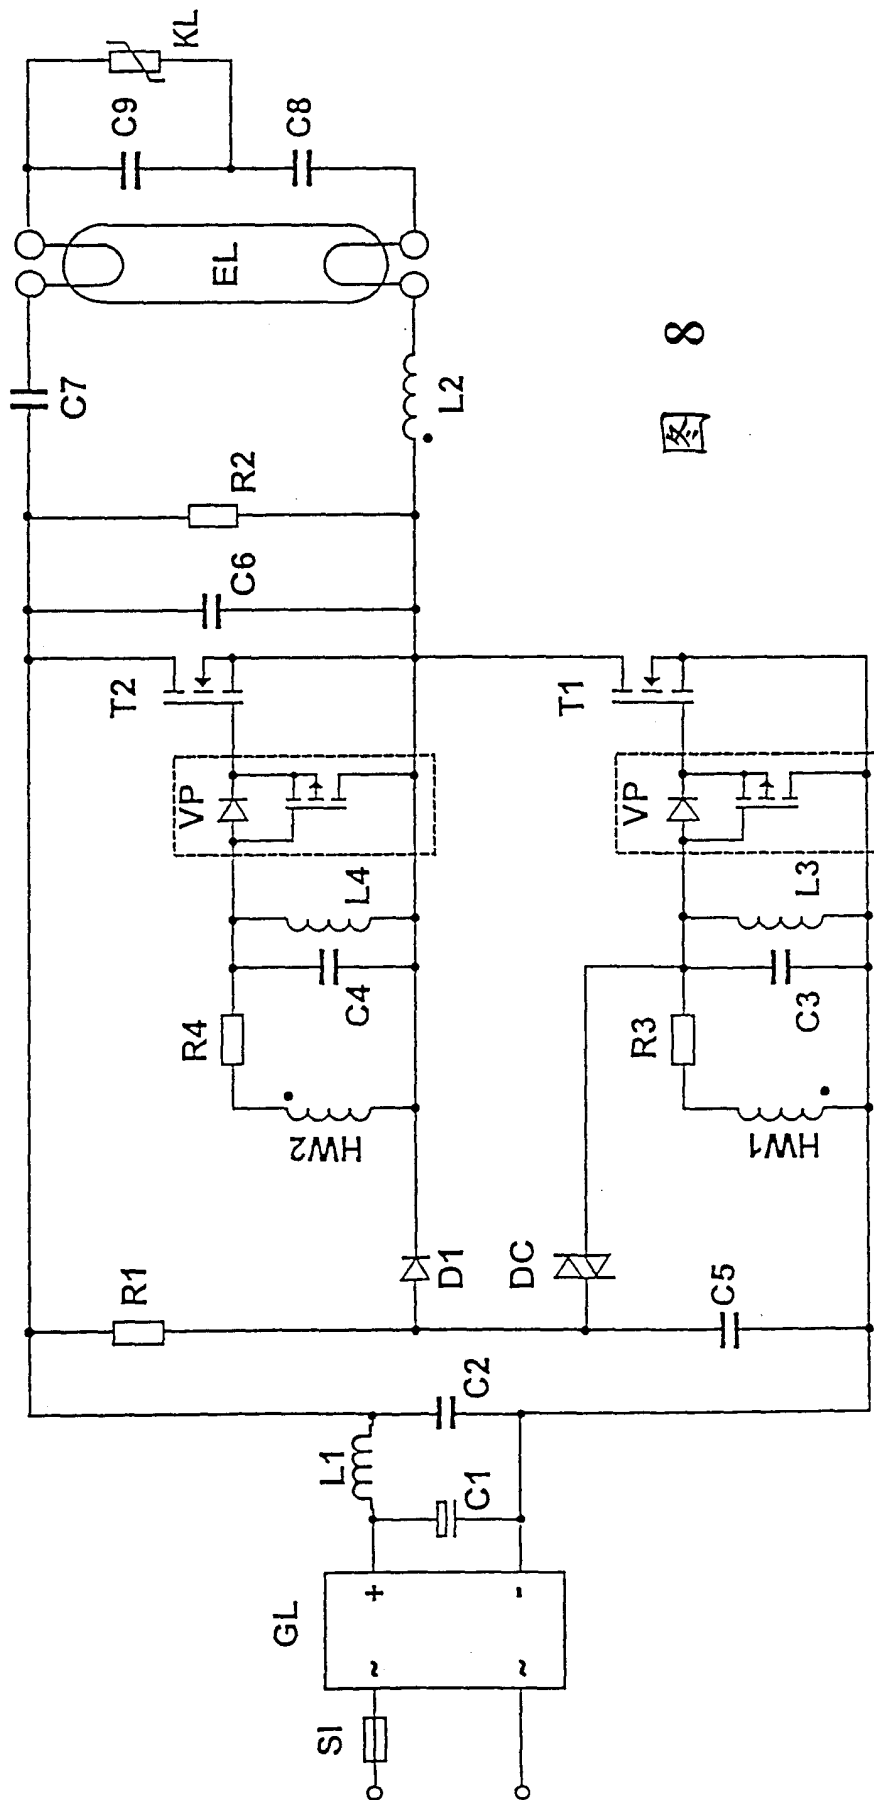 SI
GL
~
~
+
-
L1
C1
C2
R1
D1
DC
C5
HW2
HW1
R4
R3
C4
C3
L4
L3
VP
VP
T2
T1
C6
R2
C7
L2
EL
C9
C8
KL
图 8